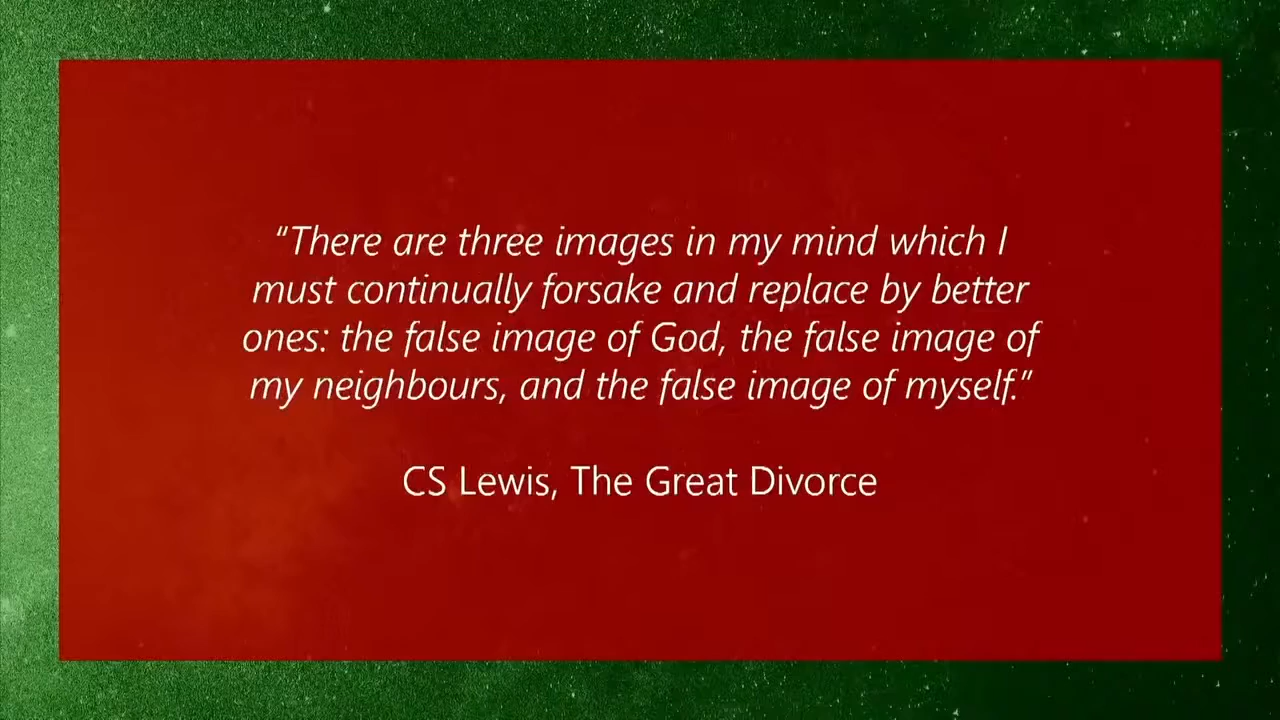 “There are three images in my mind which I
must continually forsake and replace by better
ones: the false image of God, the false image of
my neighbours, and the false image of myself.”
CS Lewis, The Great Divorce